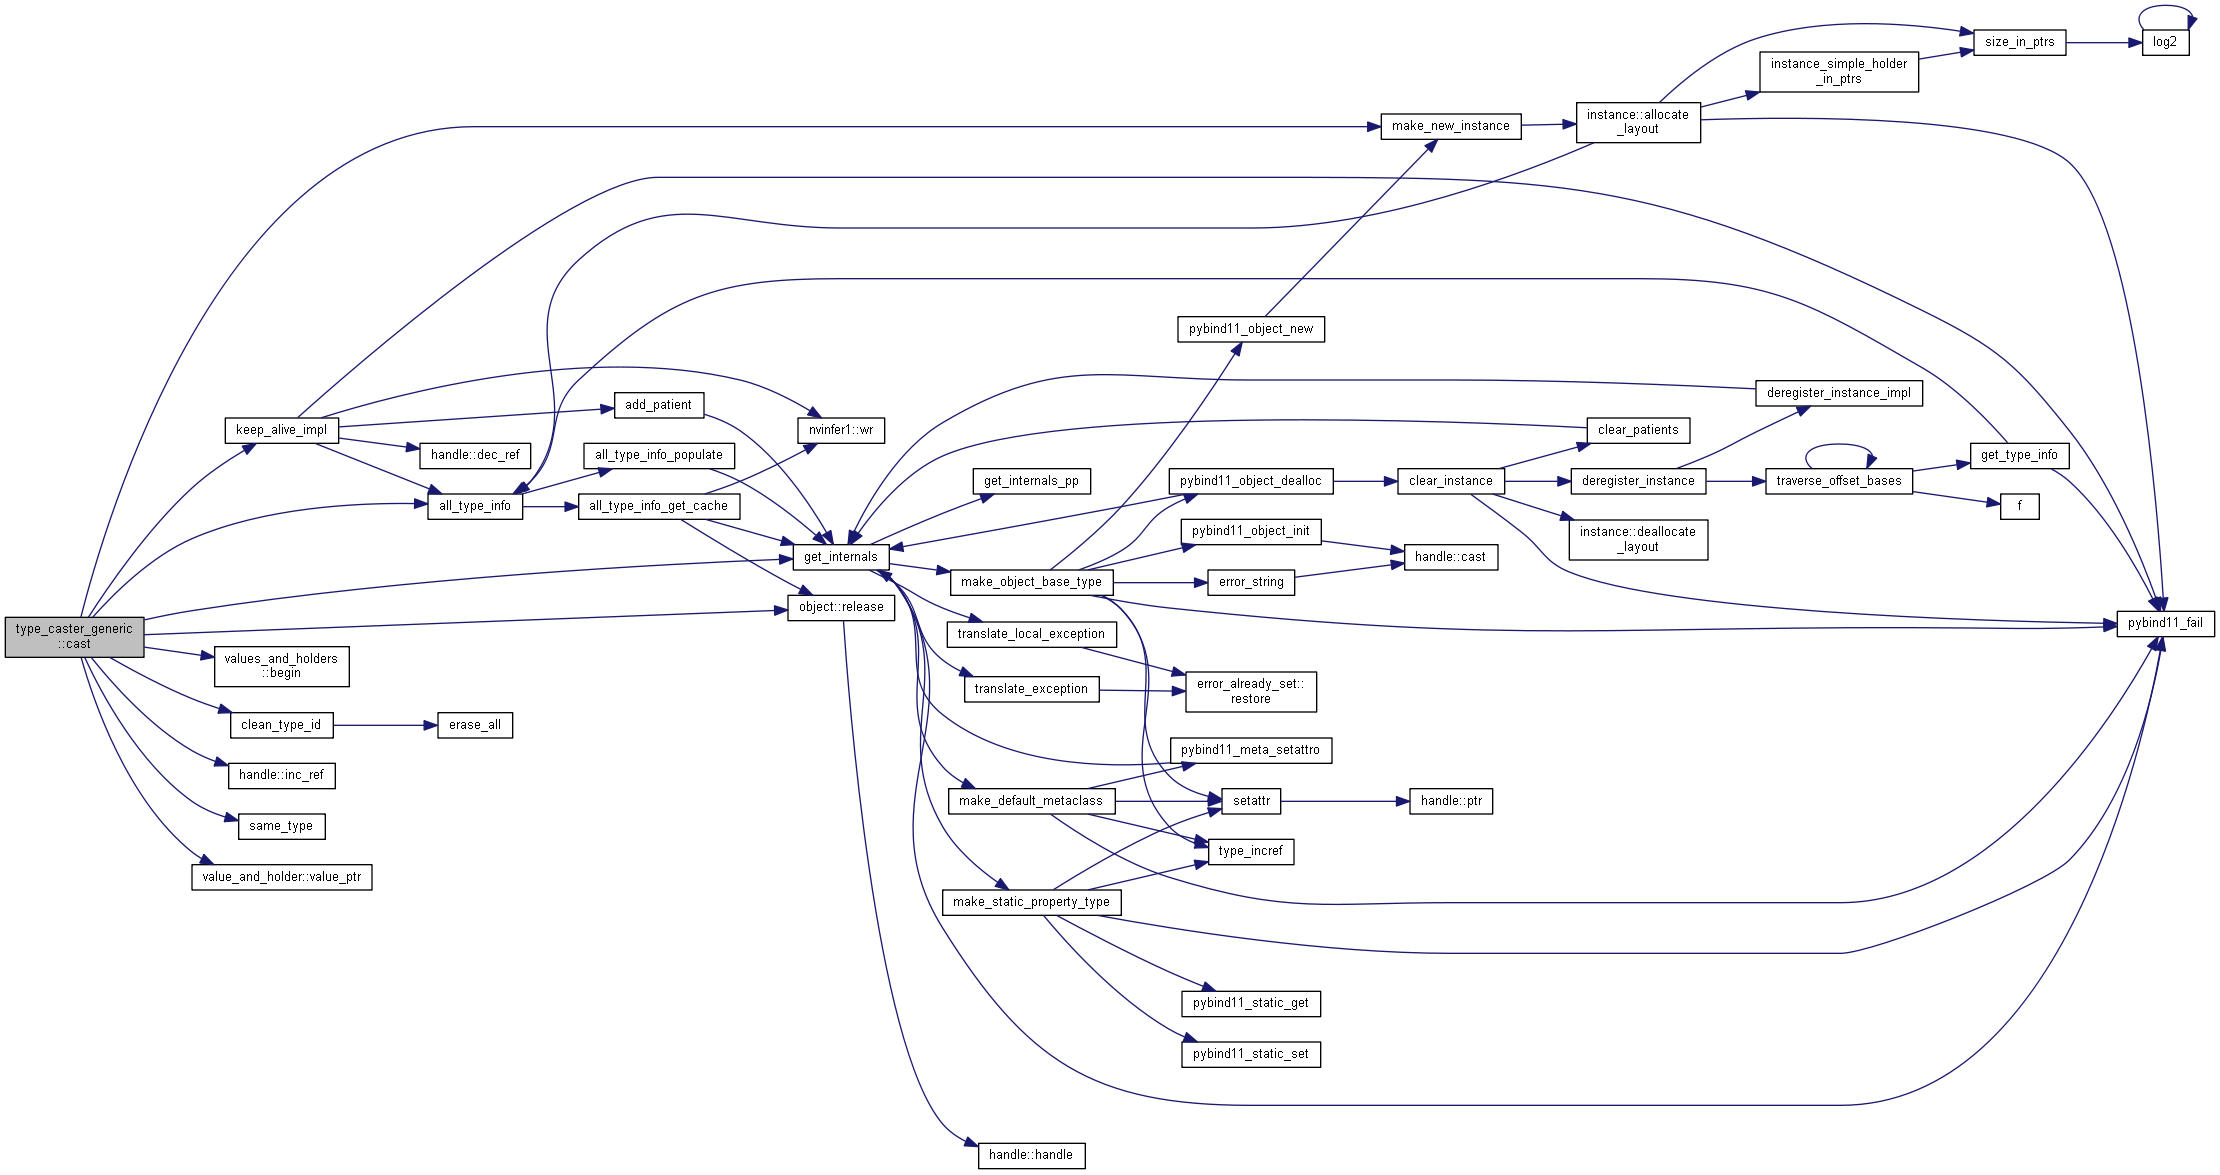 size_in_ptrs
log2
instance_simple_holder
_in_ptrs
instance::allocate
_layout
make_new_instance
pybind11_object_new
deregister_instance_impl
add_patient
keep_alive_impl
nvinfer1::wr
clear_patients
handle::dec_ref
all_type_info_populate
get_type_info
get_internals_pp
pybind11_object_dealloc
clear_instance
deregister_instance
traverse_offset_bases
all_type_info
all_type_info_get_cache
f
pybind11_object_init
instance::deallocate
_layout
get_internals
handle::cast
make_object_base_type
error_string
object::release
pybind11_fail
type_caster_generic
::cast
translate_local_exception
values_and_holders
::begin
translate_exception
error_already_set::
restore
clean_type_id
erase_all
pybind11_meta_setattro
handle::inc_ref
make_default_metaclass
setattr
handle::ptr
same_type
type_incref
value_and_holder::value_ptr
make_static_property_type
pybind11_static_get
pybind11_static_set
handle::handle